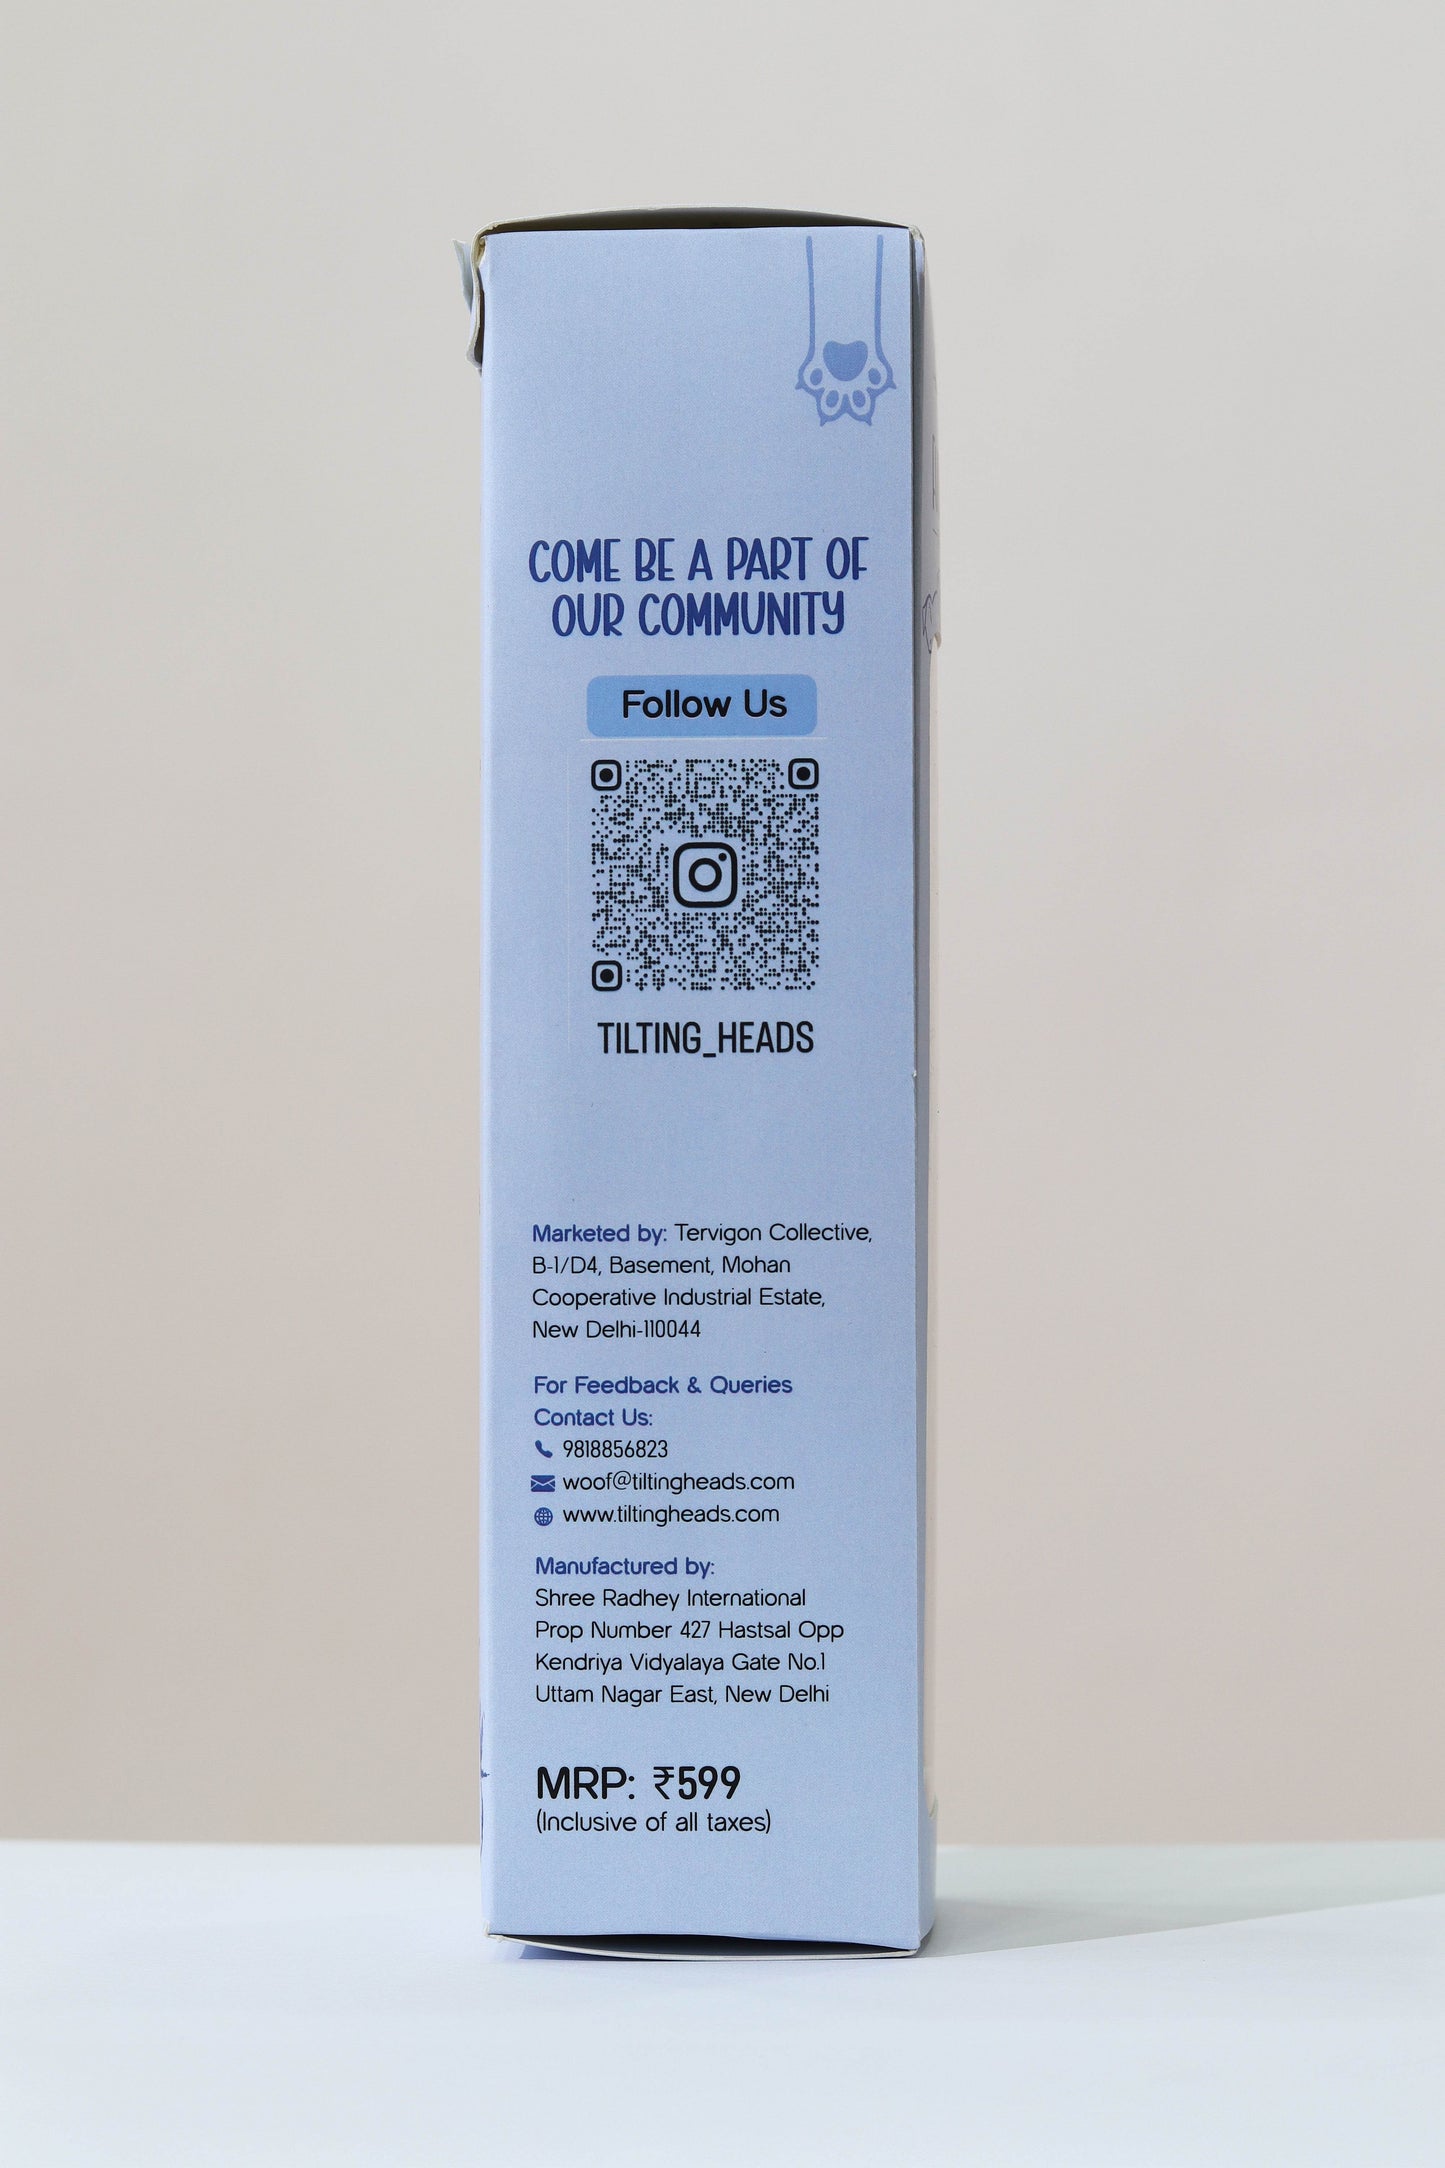 COME BE A PART OF
OUR COMMUNITY
Follow Us
TILTING_HEADS
Marketed by: Tervigon Collective,
B-1/D4, Basement, Mohan
Cooperative Industrial Estate,
New Delhi-110044
For Feedback & Queries
Contact Us:
9818856823
woof@tiltingheads.com
www.tiltingheads.com
Manufactured by:
Shree Radhey International
Prop Number 427 Hastsal Opp
Kendriya Vidyalaya Gate No.1
Uttam Nagar East, New Delhi
MRP: ₹599
(Inclusive of all taxes)